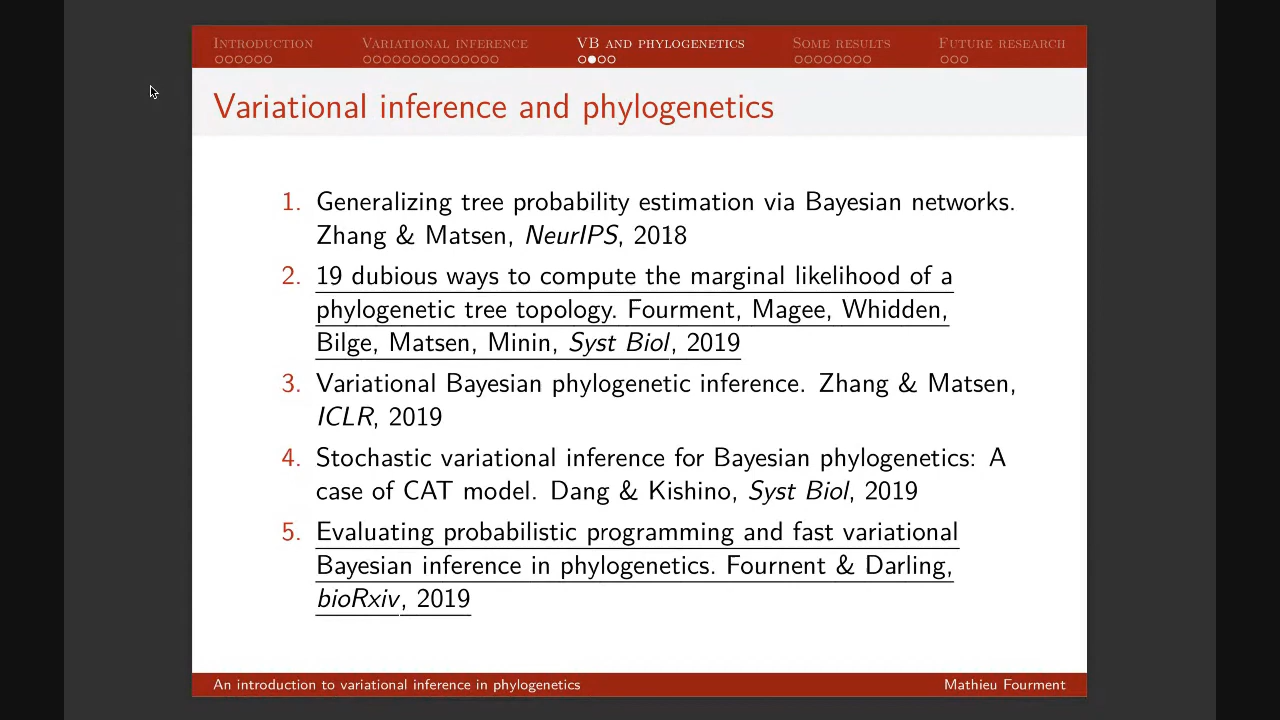 Introduction Variational inference VB and phylogenetics Some results Future research
Variational inference and phylogenetics
1. Generalizing tree probability estimation via Bayesian networks.
Zhang & Matsen, NeurIPS, 2018
2. 19 dubious ways to compute the marginal likelihood of a
phylogenetic tree topology. Fourment, Magee, Whidden,
Bilge, Matsen, Minin, Syst Biol, 2019
3. Variational Bayesian phylogenetic inference. Zhang & Matsen,
ICLR, 2019
4. Stochastic variational inference for Bayesian phylogenetics: A
case of CAT model. Dang & Kishino, Syst Biol, 2019
5. Evaluating probabilistic programming and fast variational
Bayesian inference in phylogenetics. Fournent & Darling,
bioRxiv, 2019
An introduction to variational inference in phylogenetics Mathieu Fourment